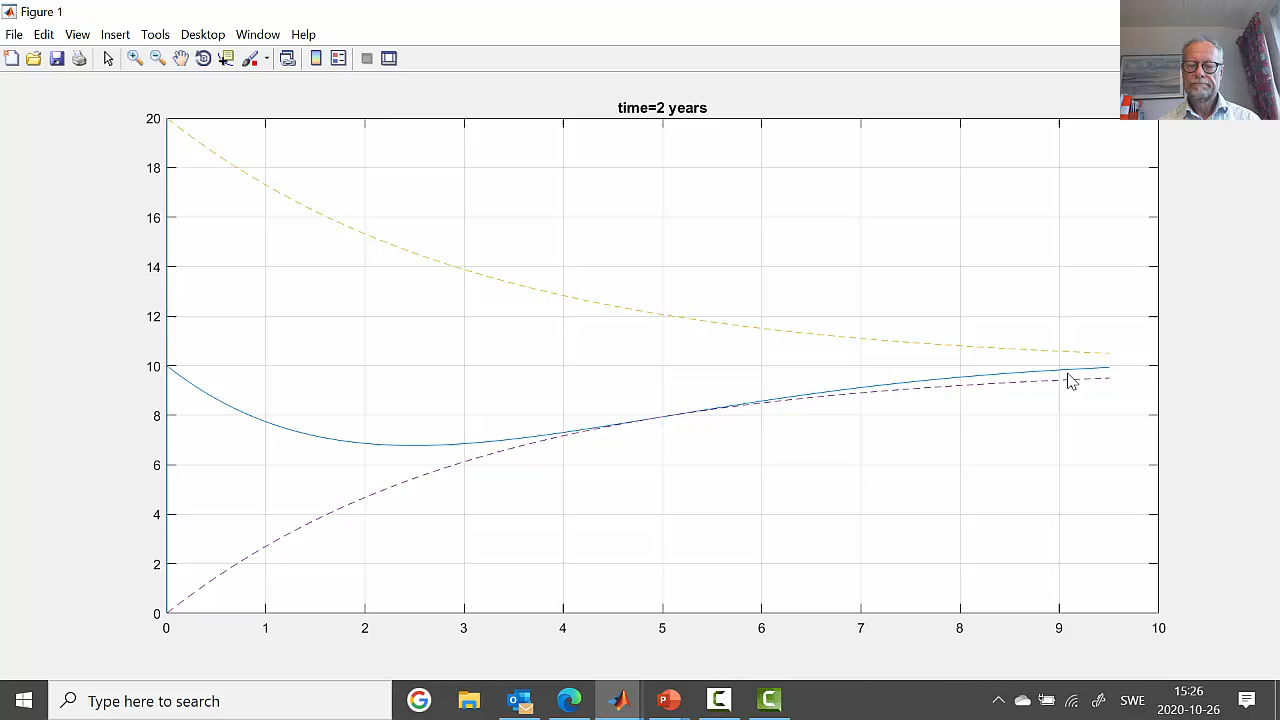 Figure 1
File Edit View Insert Tools Desktop Window Help
time=2 years
20
18
16
14
12
10
8
6
4
2
0
0 1 2 3 4 5 6 7 8 9 10
Type here to search
SWE
15:26
2020-10-26